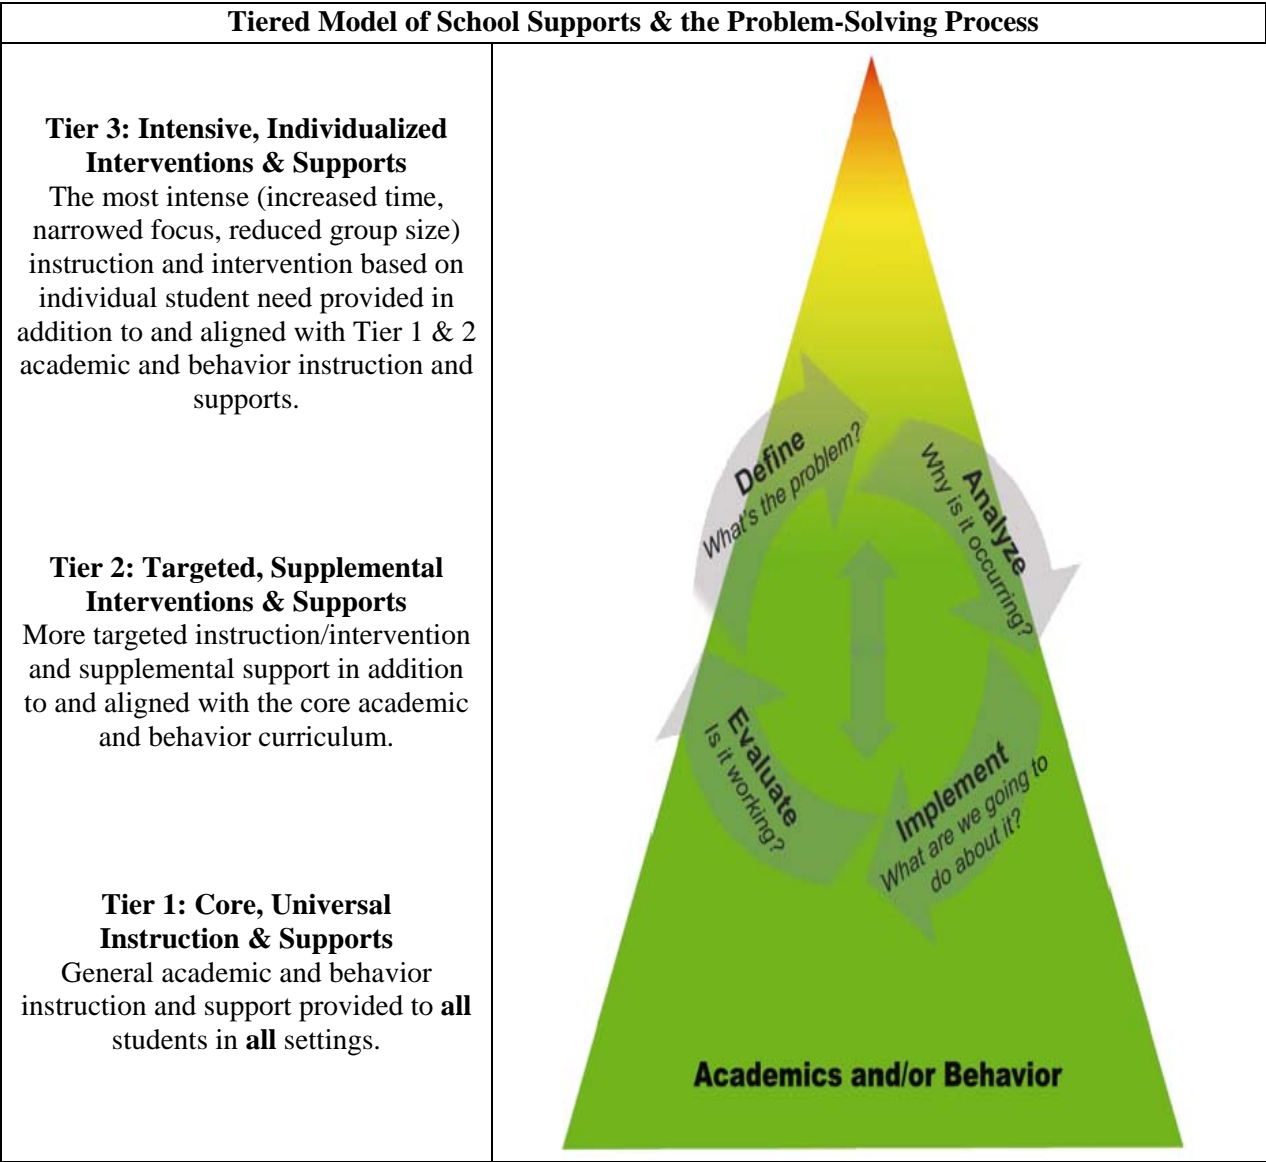 Tiered Model of School Supports & the Problem-Solving Process
Tier 3: Intensive, Individualized
Interventions & Supports
The most intense (increased time,
narrowed focus, reduced group size)
instruction and intervention based on
individual student need provided in
addition to and aligned with Tier 1 & 2
academic and behavior instruction and
supports.
Tier 2: Targeted, Supplemental
Interventions & Supports
More targeted instruction/intervention
and supplemental support in addition
to and aligned with the core academic
and behavior curriculum.
Tier 1: Core, Universal
Instruction & Supports
General academic and behavior
instruction and support provided to all
students in all settings.
Define
What's the problem?
Analyze
Why is it occurring?
Implement
What are we going to
do about it?
Evaluate
Is it working?
Academics and/or Behavior